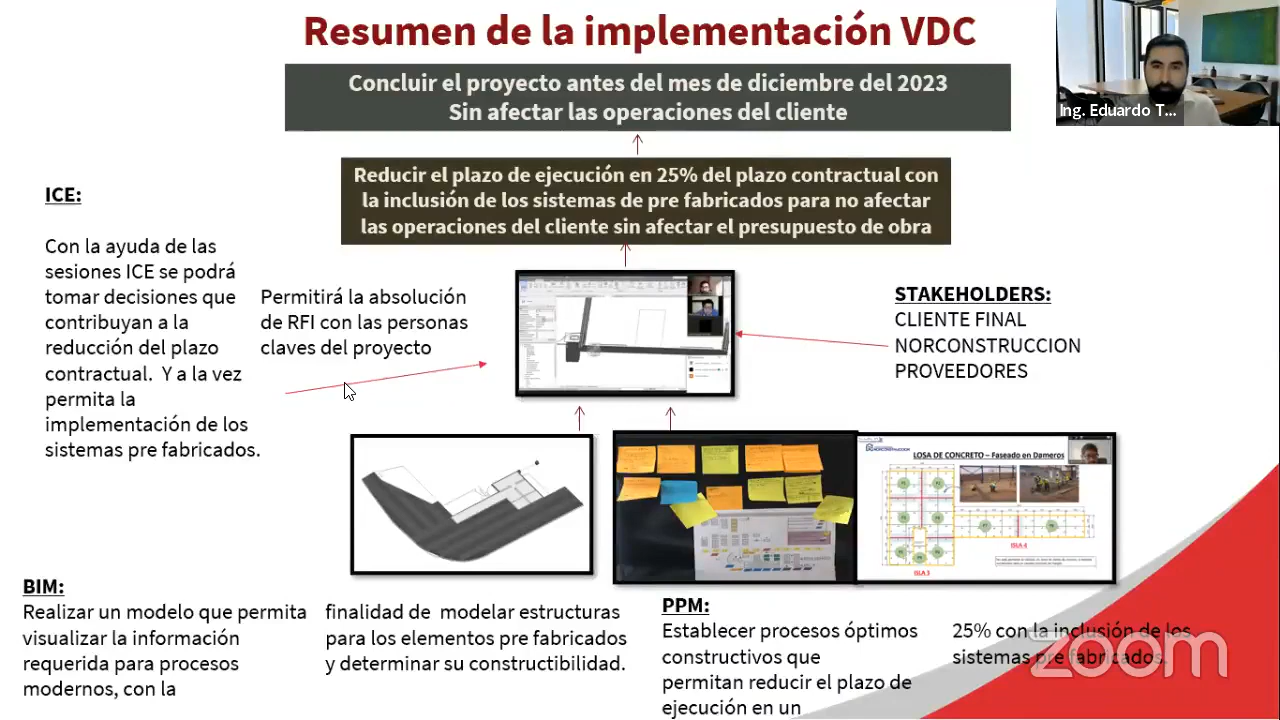 Resumen de la implementación VDC
Concluir el proyecto antes del mes de diciembre del 2023
Sin afectar las operaciones del cliente
Ing. Eduardo T...
Reducir el plazo de ejecución en 25% del plazo contractual con
la inclusión de los sistemas de pre fabricados para no afectar
las operaciones del cliente sin afectar el presupuesto de obra
ICE:
Con la ayuda de las
sesiones ICE se podrá
tomar decisiones que
contribuyan a la
reducción del plazo
contractual. Y a la vez
permita la
implementación de los
sistemas pre fabricados.
Permitirá la absolución
de RFI con las personas
claves del proyecto
STAKEHOLDERS:
CLIENTE FINAL
NORCONSTRUCCION
PROVEEDORES
LOSA DE CONCRETO – Faseado en Dameros
ISLA 4
ISLA 3
BIM:
Realizar un modelo que permita
visualizar la información
requerida para procesos
modernos, con la
finalidad de modelar estructuras
para los elementos pre fabricados
y determinar su constructibilidad.
PPM:
Establecer procesos óptimos
constructivos que
permitan reducir el plazo de
ejecución en un
25% con la inclusión de los
sistemas pre fabricados.
zoom